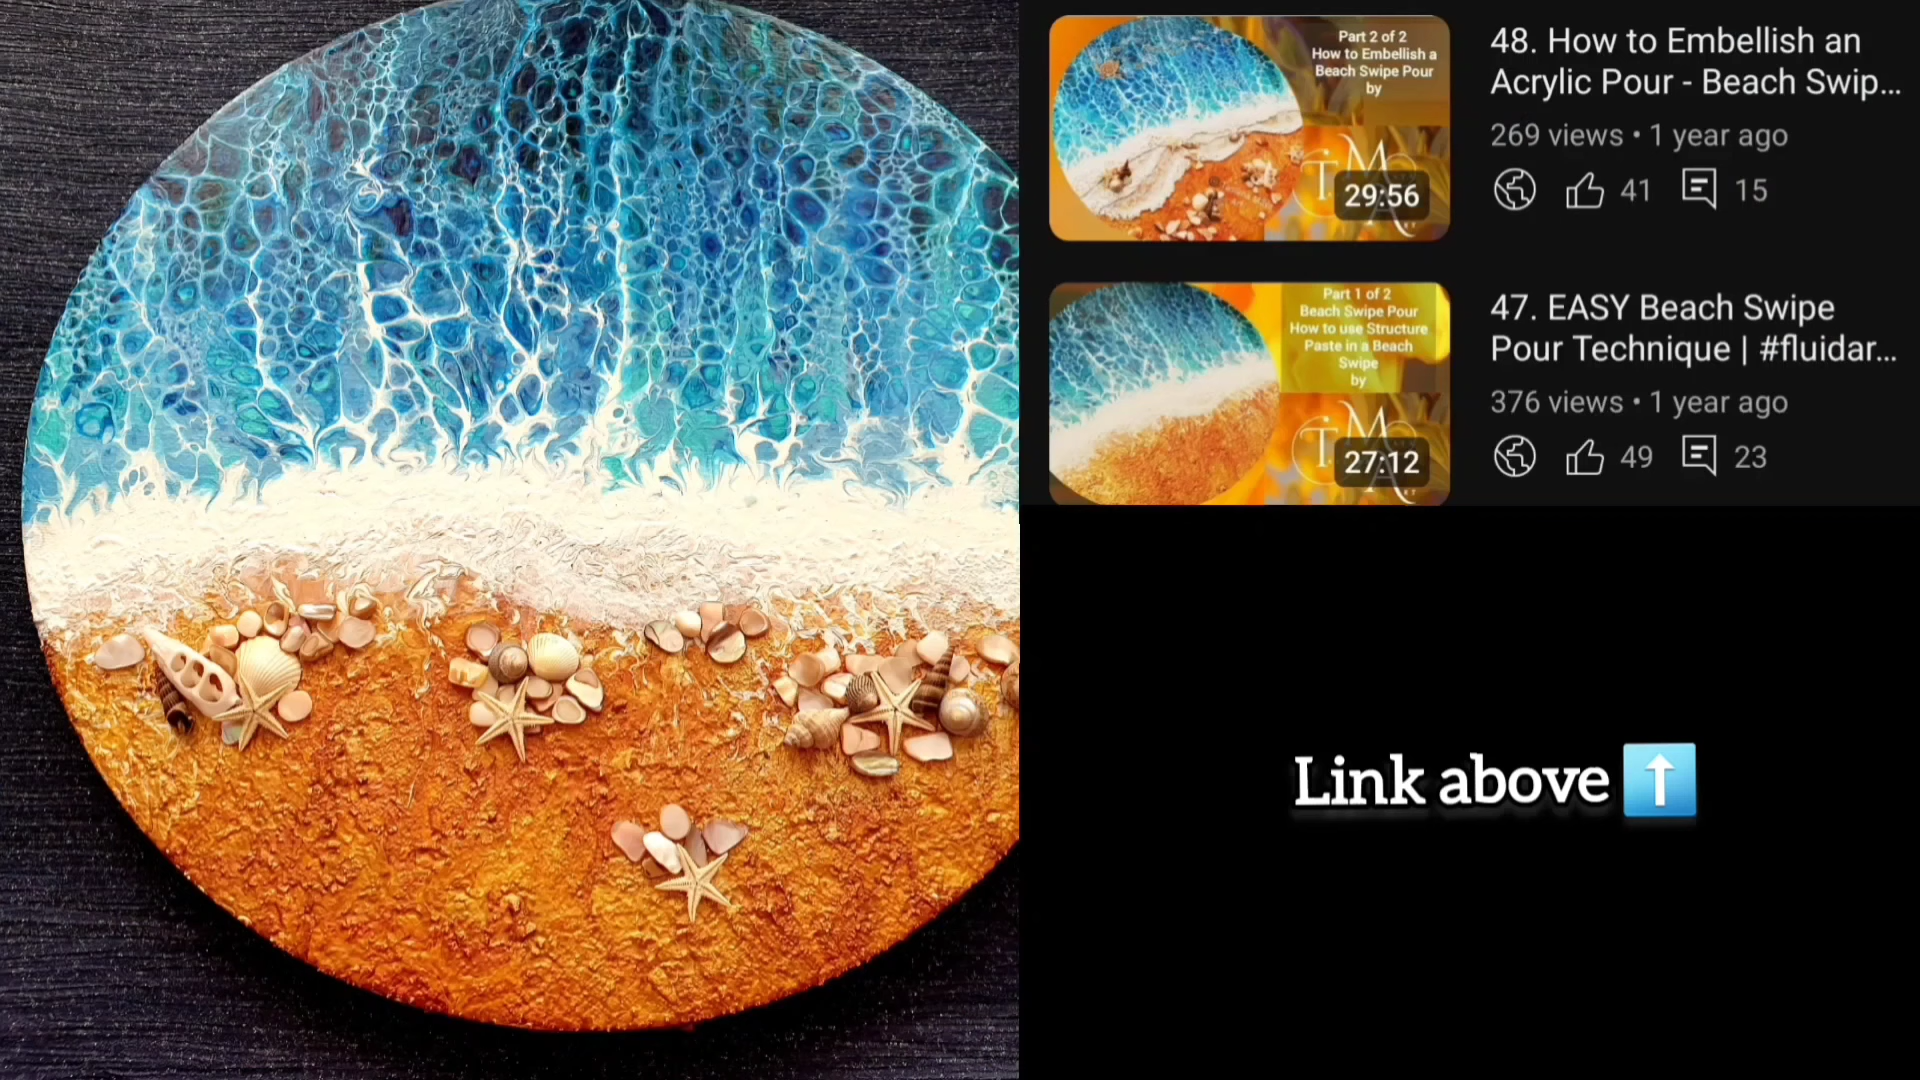 Part 2 of 2
How to Embellish a
Beach Swipe Pour
by
29:56
48. How to Embellish an
Acrylic Pour - Beach Swip...
269 views • 1 year ago
41 15
Part 1 of 2
Beach Swipe Pour
How to use Structure
Paste in a Beach
Swipe
by
27:12
47. EASY Beach Swipe
Pour Technique | #fluidar...
376 views • 1 year ago
49 23
Link above ⬆️